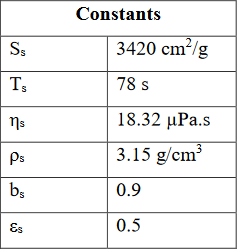 Constants
Sₛ 3420 cm²/g
Tₛ 78 s
ηₛ 18.32 μPa.s
ρₛ 3.15 g/cm³
bₛ 0.9
εₛ 0.5